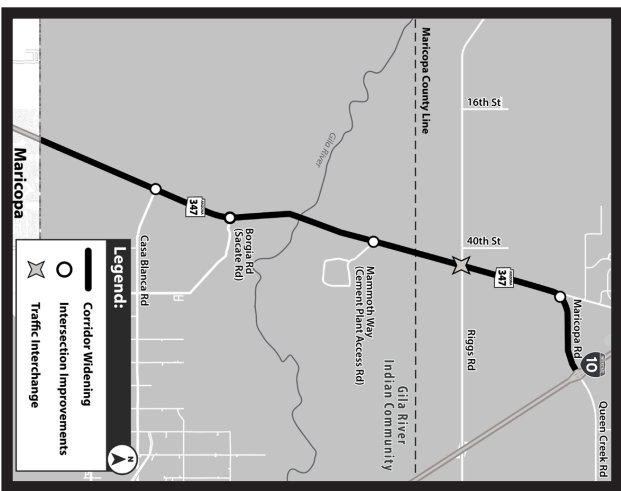 Queen Creek Rd
10
Maricopa Rd
347
Riggs Rd
40th St
16th St
Maricopa County Line
Gila River
Indian Community
Mammoth Way
(Cement Plant Access Rd)
Gila River
Borgia Rd
(Sacate Rd)
347
Casa Blanca Rd
Maricopa
Legend:
Corridor Widening
Intersection Improvements
Traffic Interchange
N